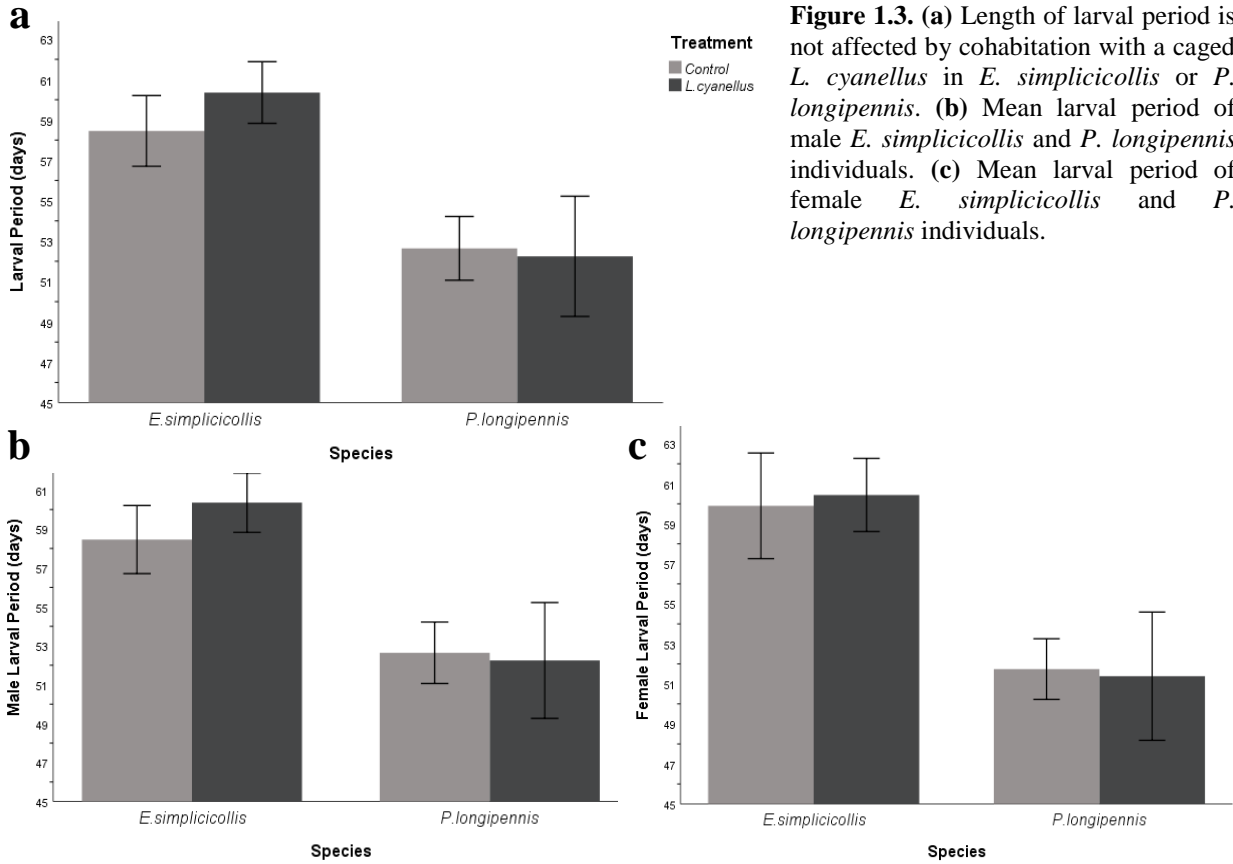 a
63
61
59
57
55
53
51
49
47
45
Larval Period (days)
E.simplicicollis
P.longipennis
Species
Treatment
Control
L.cyanellus
Figure 1.3. (a) Length of larval period is
not affected by cohabitation with a caged
L. cyanellus in E. simplicicollis or P.
longipennis. (b) Mean larval period of
male E. simplicicollis and P. longipennis
individuals. (c) Mean larval period of
female E. simplicicollis and P.
longipennis individuals.
b
61
59
57
55
53
51
49
47
45
Male Larval Period (days)
E.simplicicollis
P.longipennis
Species
c
63
61
59
57
55
53
51
49
47
45
Female Larval Period (days)
E.simplicicollis
P.longipennis
Species